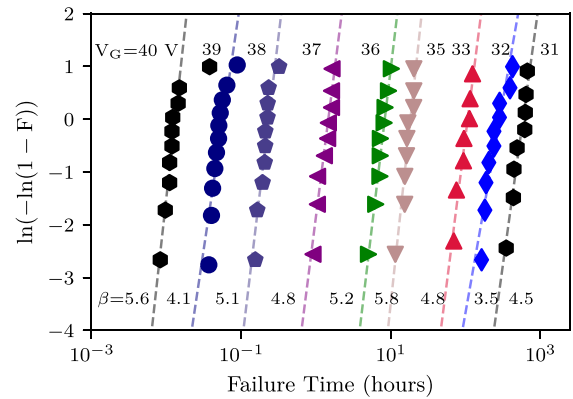 2
V_G=40 V 39 38 37 36 35 33 32 31
1
0
−1
−2
−3
β=5.6 4.1 5.1 4.8 5.2 5.8 4.8 3.5 4.5
−4
10^−3 10^−1 10^1 10^3
Failure Time (hours)
ln(−ln(1 − F))